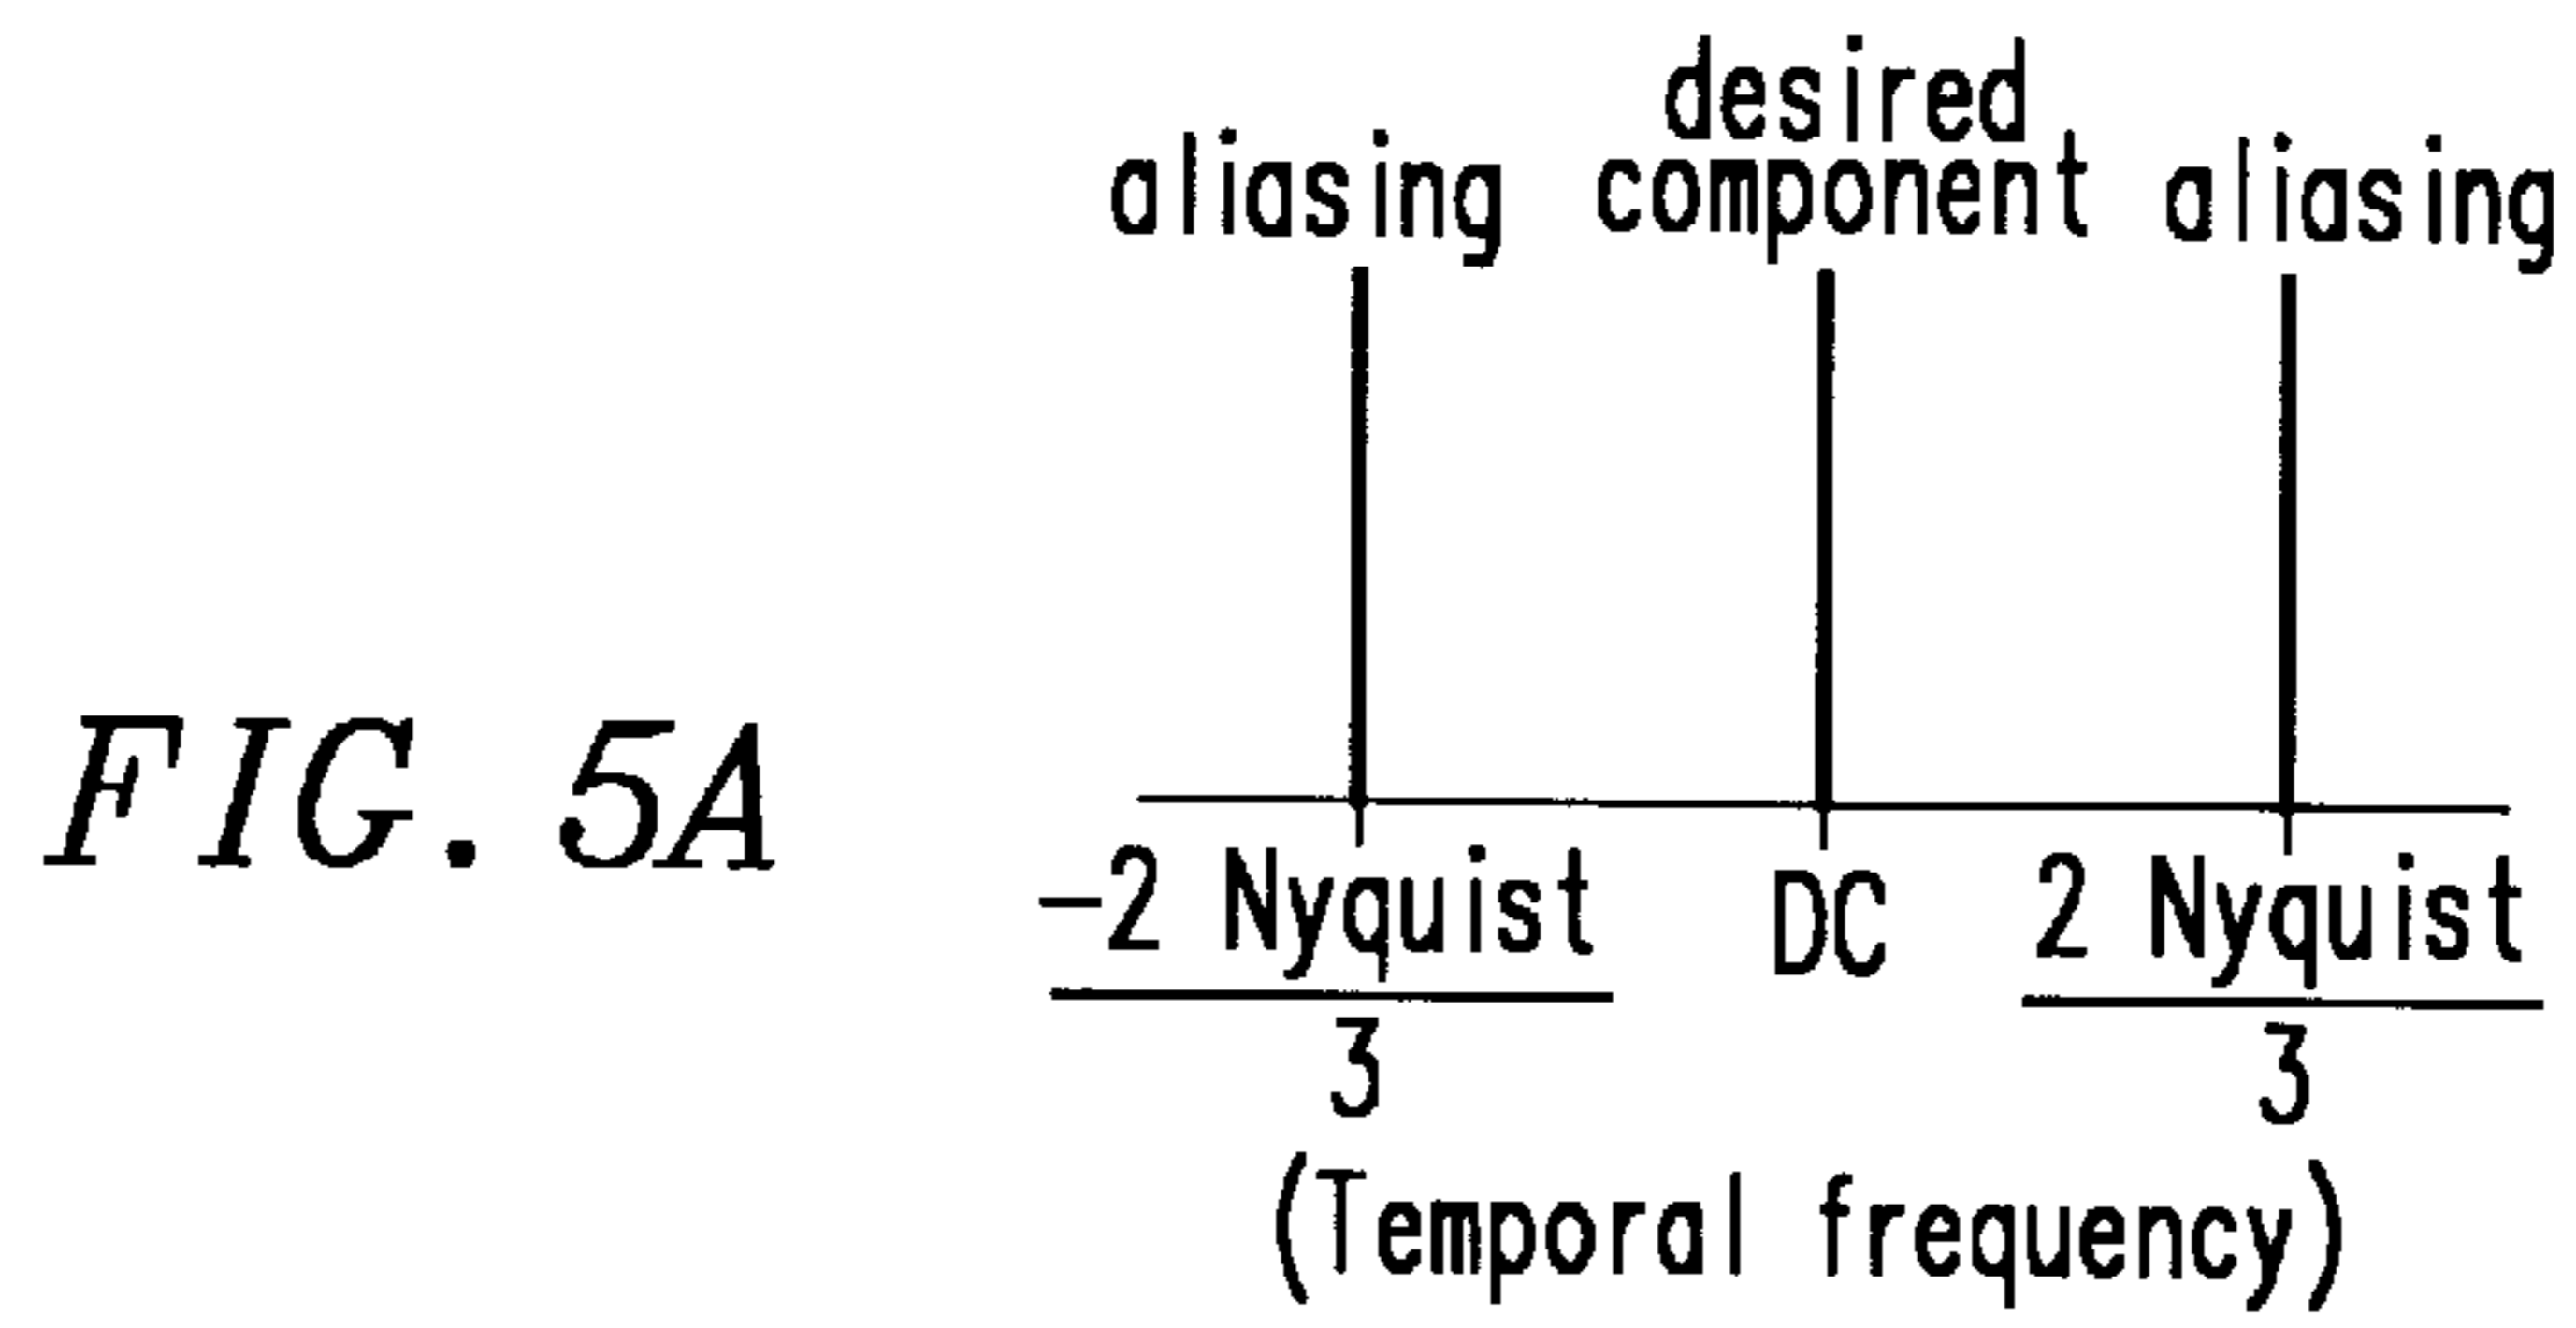 desired
aliasing component aliasing
FIG. 5A
-2 Nyquist DC 2 Nyquist
3 3
(Temporal frequency)